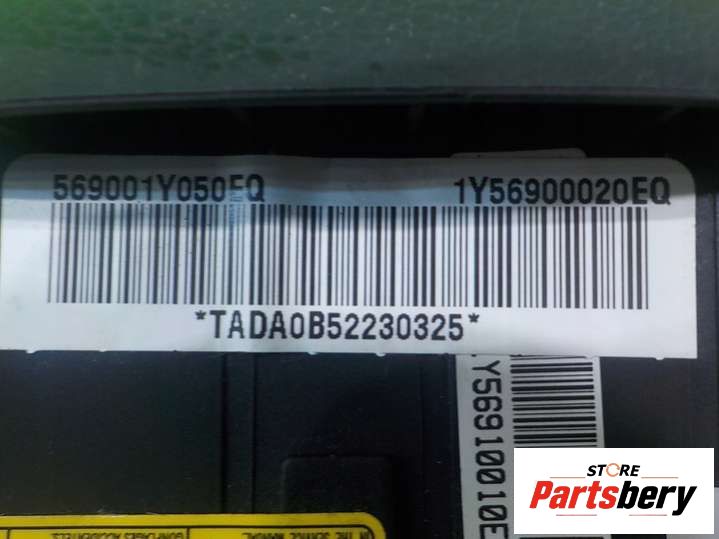 569001Y050EQ 1Y56900020EQ
*TADA0B52230325*
Y56910010E
STORE
Partsbery